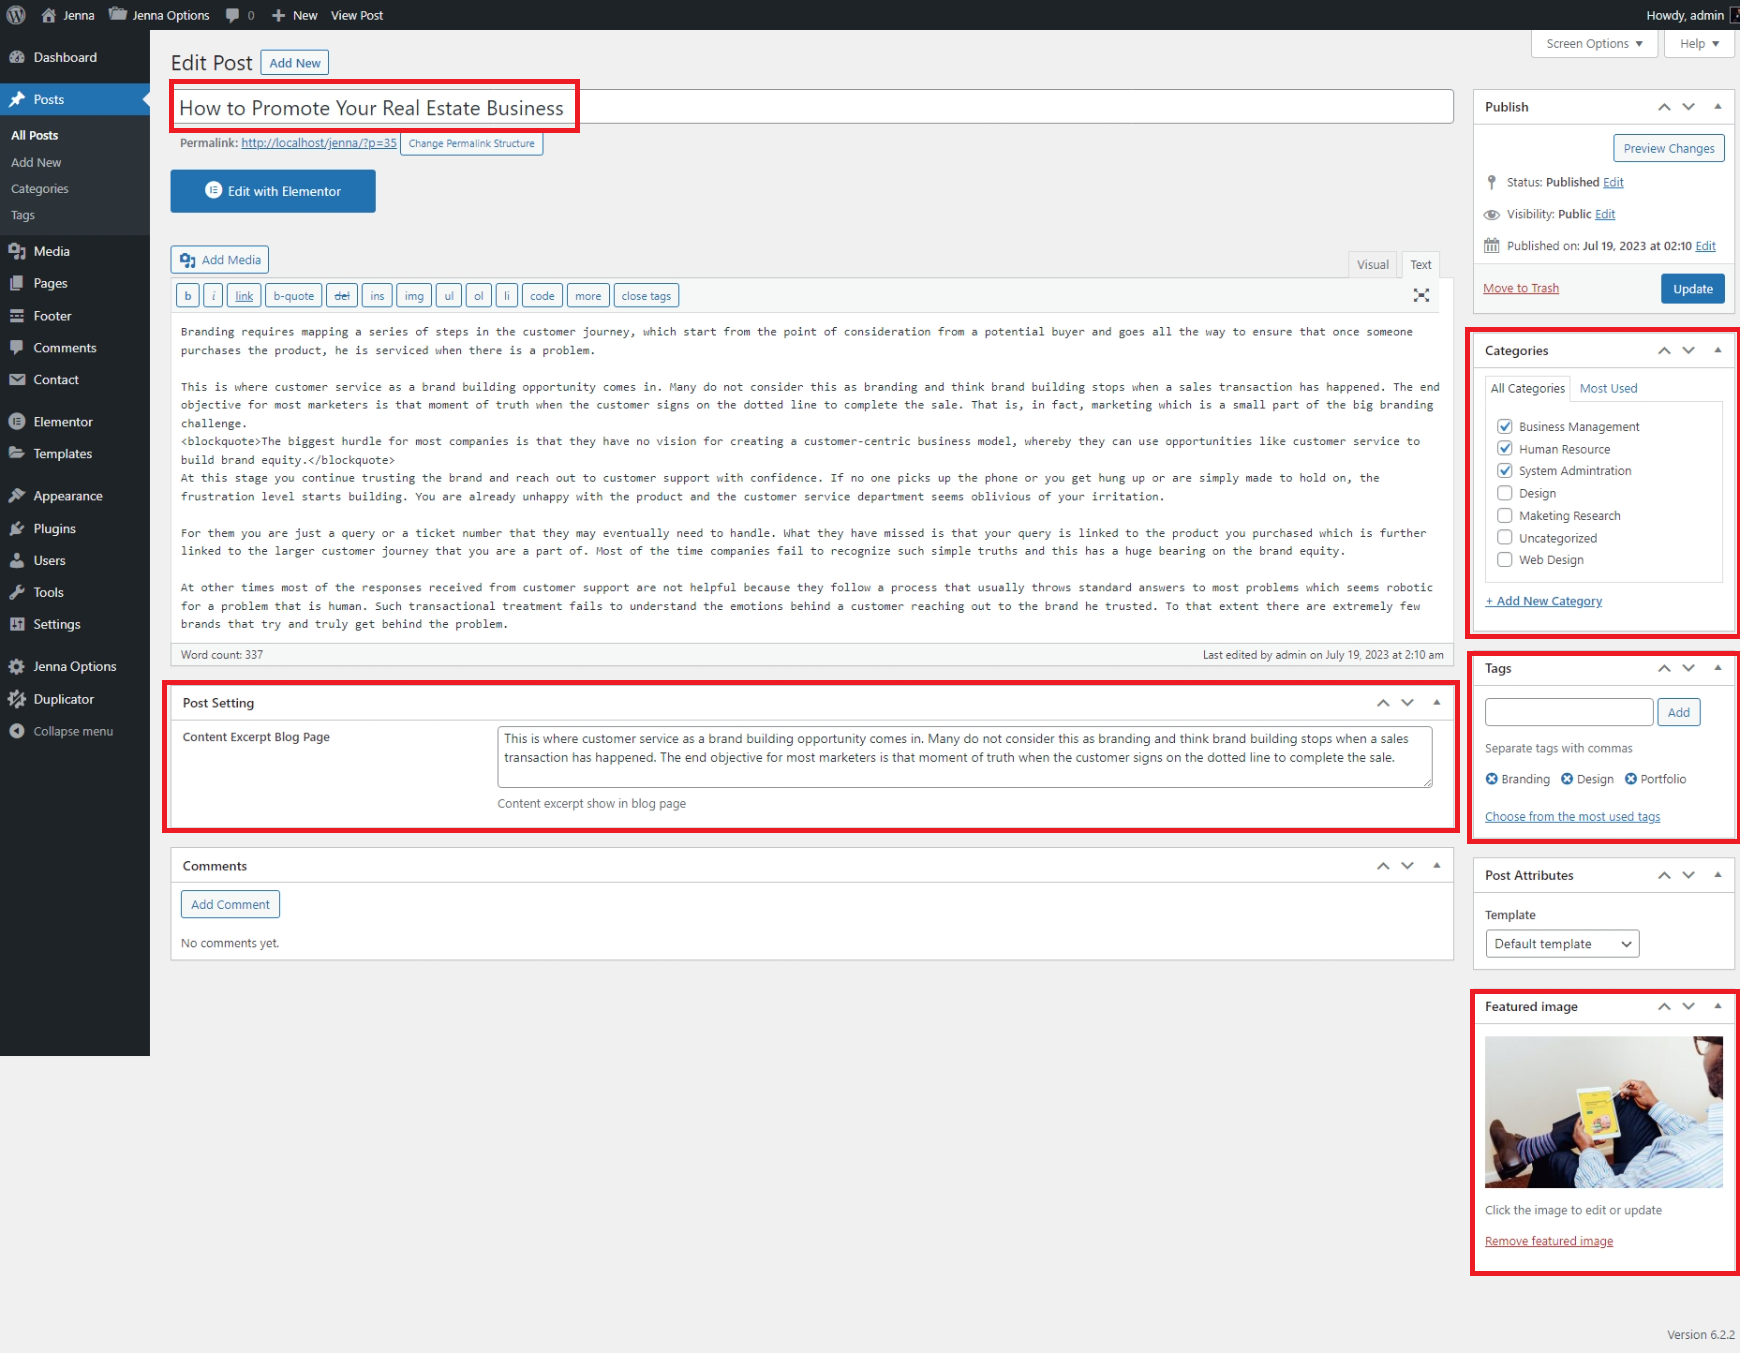 Jenna
Jenna Options
0
New
View Post
Howdy, admin
Dashboard
Posts
All Posts
Add New
Categories
Tags
Media
Pages
Footer
Comments
Contact
Elementor
Templates
Appearance
Plugins
Users
Tools
Settings
Jenna Options
Duplicator
Collapse menu
Screen Options
Help
Edit Post
Add New
How to Promote Your Real Estate Business
Permalink: http://localhost/jenna/?p=35
Change Permalink Structure
Edit with Elementor
Add Media
Visual
Text
b
i
link
b-quote
del
ins
img
ul
ol
li
code
more
close tags
Branding requires mapping a series of steps in the customer journey, which start from the point of consideration from a potential buyer and goes all the way to ensure that once someone
purchases the product, he is serviced when there is a problem.
This is where customer service as a brand building opportunity comes in. Many do not consider this as branding and think brand building stops when a sales transaction has happened. The end
objective for most marketers is that moment of truth when the customer signs on the dotted line to complete the sale. That is, in fact, marketing which is a small part of the big branding
challenge.
<blockquote>The biggest hurdle for most companies is that they have no vision for creating a customer-centric business model, whereby they can use opportunities like customer service to
build brand equity.</blockquote>
At this stage you continue trusting the brand and reach out to customer support with confidence. If no one picks up the phone or you get hung up or are simply made to hold on, the
frustration level starts building. You are already unhappy with the product and the customer service department seems oblivious of your irritation.
For them you are just a query or a ticket number that they may eventually need to handle. What they have missed is that your query is linked to the product you purchased which is further
linked to the larger customer journey that you are a part of. Most of the time companies fail to recognize such simple truths and this has a huge bearing on the brand equity.
At other times most of the responses received from customer support are not helpful because they follow a process that usually throws standard answers to most problems which seems robotic
for a problem that is human. Such transactional treatment fails to understand the emotions behind a customer reaching out to the brand he trusted. To that extent there are extremely few
brands that try and truly get behind the problem.
Word count: 337
Last edited by admin on July 19, 2023 at 2:10 am
Post Setting
Content Excerpt Blog Page
This is where customer service as a brand building opportunity comes in. Many do not consider this as branding and think brand building stops when a sales
transaction has happened. The end objective for most marketers is that moment of truth when the customer signs on the dotted line to complete the sale.
Content excerpt show in blog page
Comments
Add Comment
No comments yet.
Publish
Preview Changes
Status: Published Edit
Visibility: Public Edit
Published on: Jul 19, 2023 at 02:10 Edit
Move to Trash
Update
Categories
All Categories
Most Used
Business Management
Human Resource
System Admintration
Design
Maketing Research
Uncategorized
Web Design
+ Add New Category
Tags
Add
Separate tags with commas
Branding
Design
Portfolio
Choose from the most used tags
Post Attributes
Template
Default template
Featured image
Click the image to edit or update
Remove featured image
Version 6.2.2